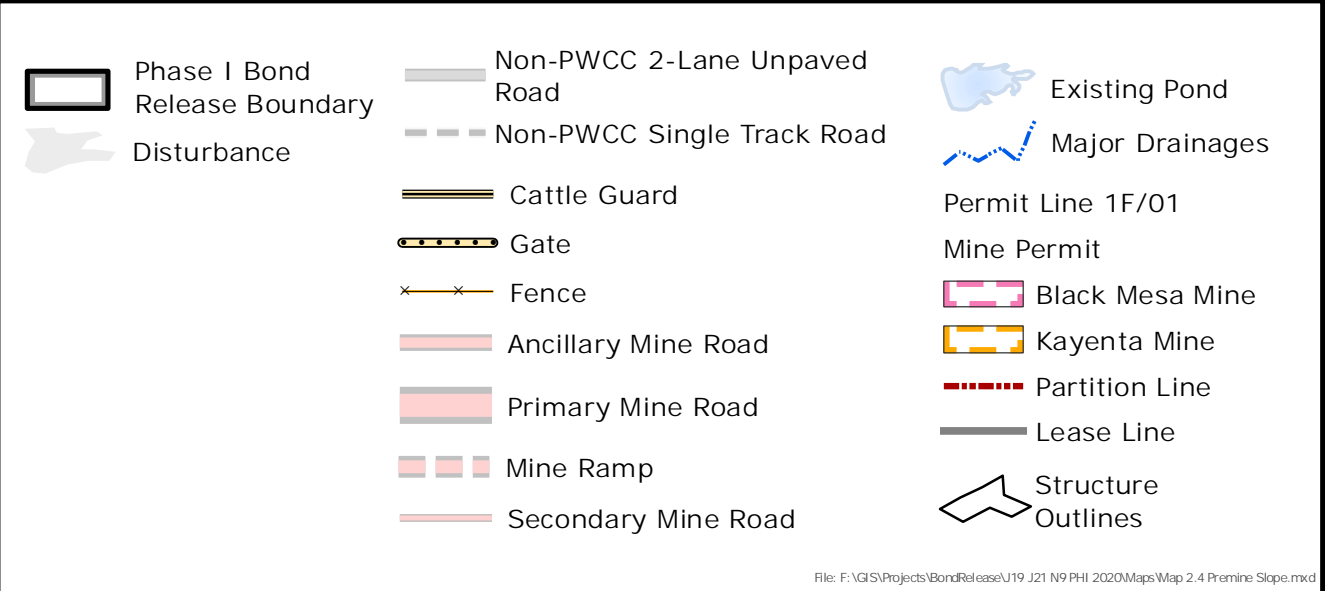 Phase I Bond
Release Boundary
Disturbance
Non-PWCC 2-Lane Unpaved
Road
Non-PWCC Single Track Road
Cattle Guard
Gate
Fence
Ancillary Mine Road
Primary Mine Road
Mine Ramp
Secondary Mine Road
Existing Pond
Major Drainages
Permit Line 1F/01
Mine Permit
Black Mesa Mine
Kayenta Mine
Partition Line
Lease Line
Structure
Outlines
File: F:\GIS\Projects\BondRelease\J19 J21 N9 PHI 2020\Maps\Map 2.4 Premine Slope.mxd